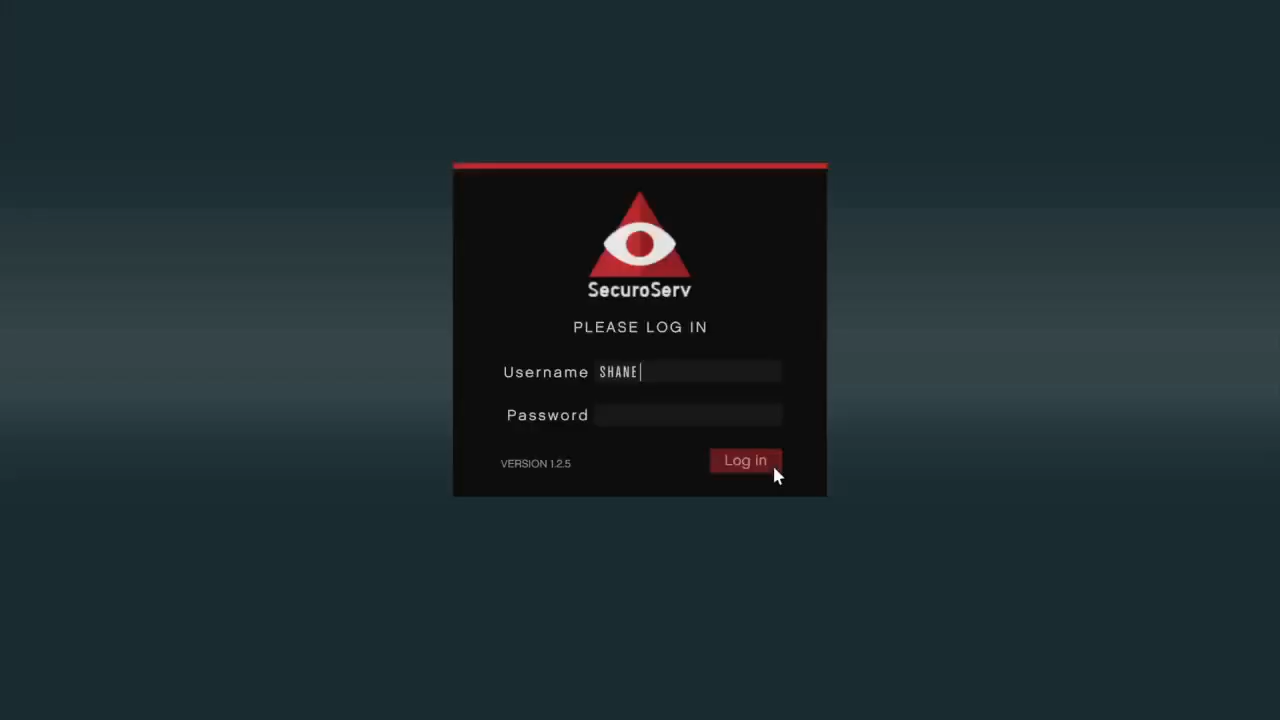 SecuroServ
PLEASE LOG IN
Username SHANE
Password
VERSION 1.2.5 Log in